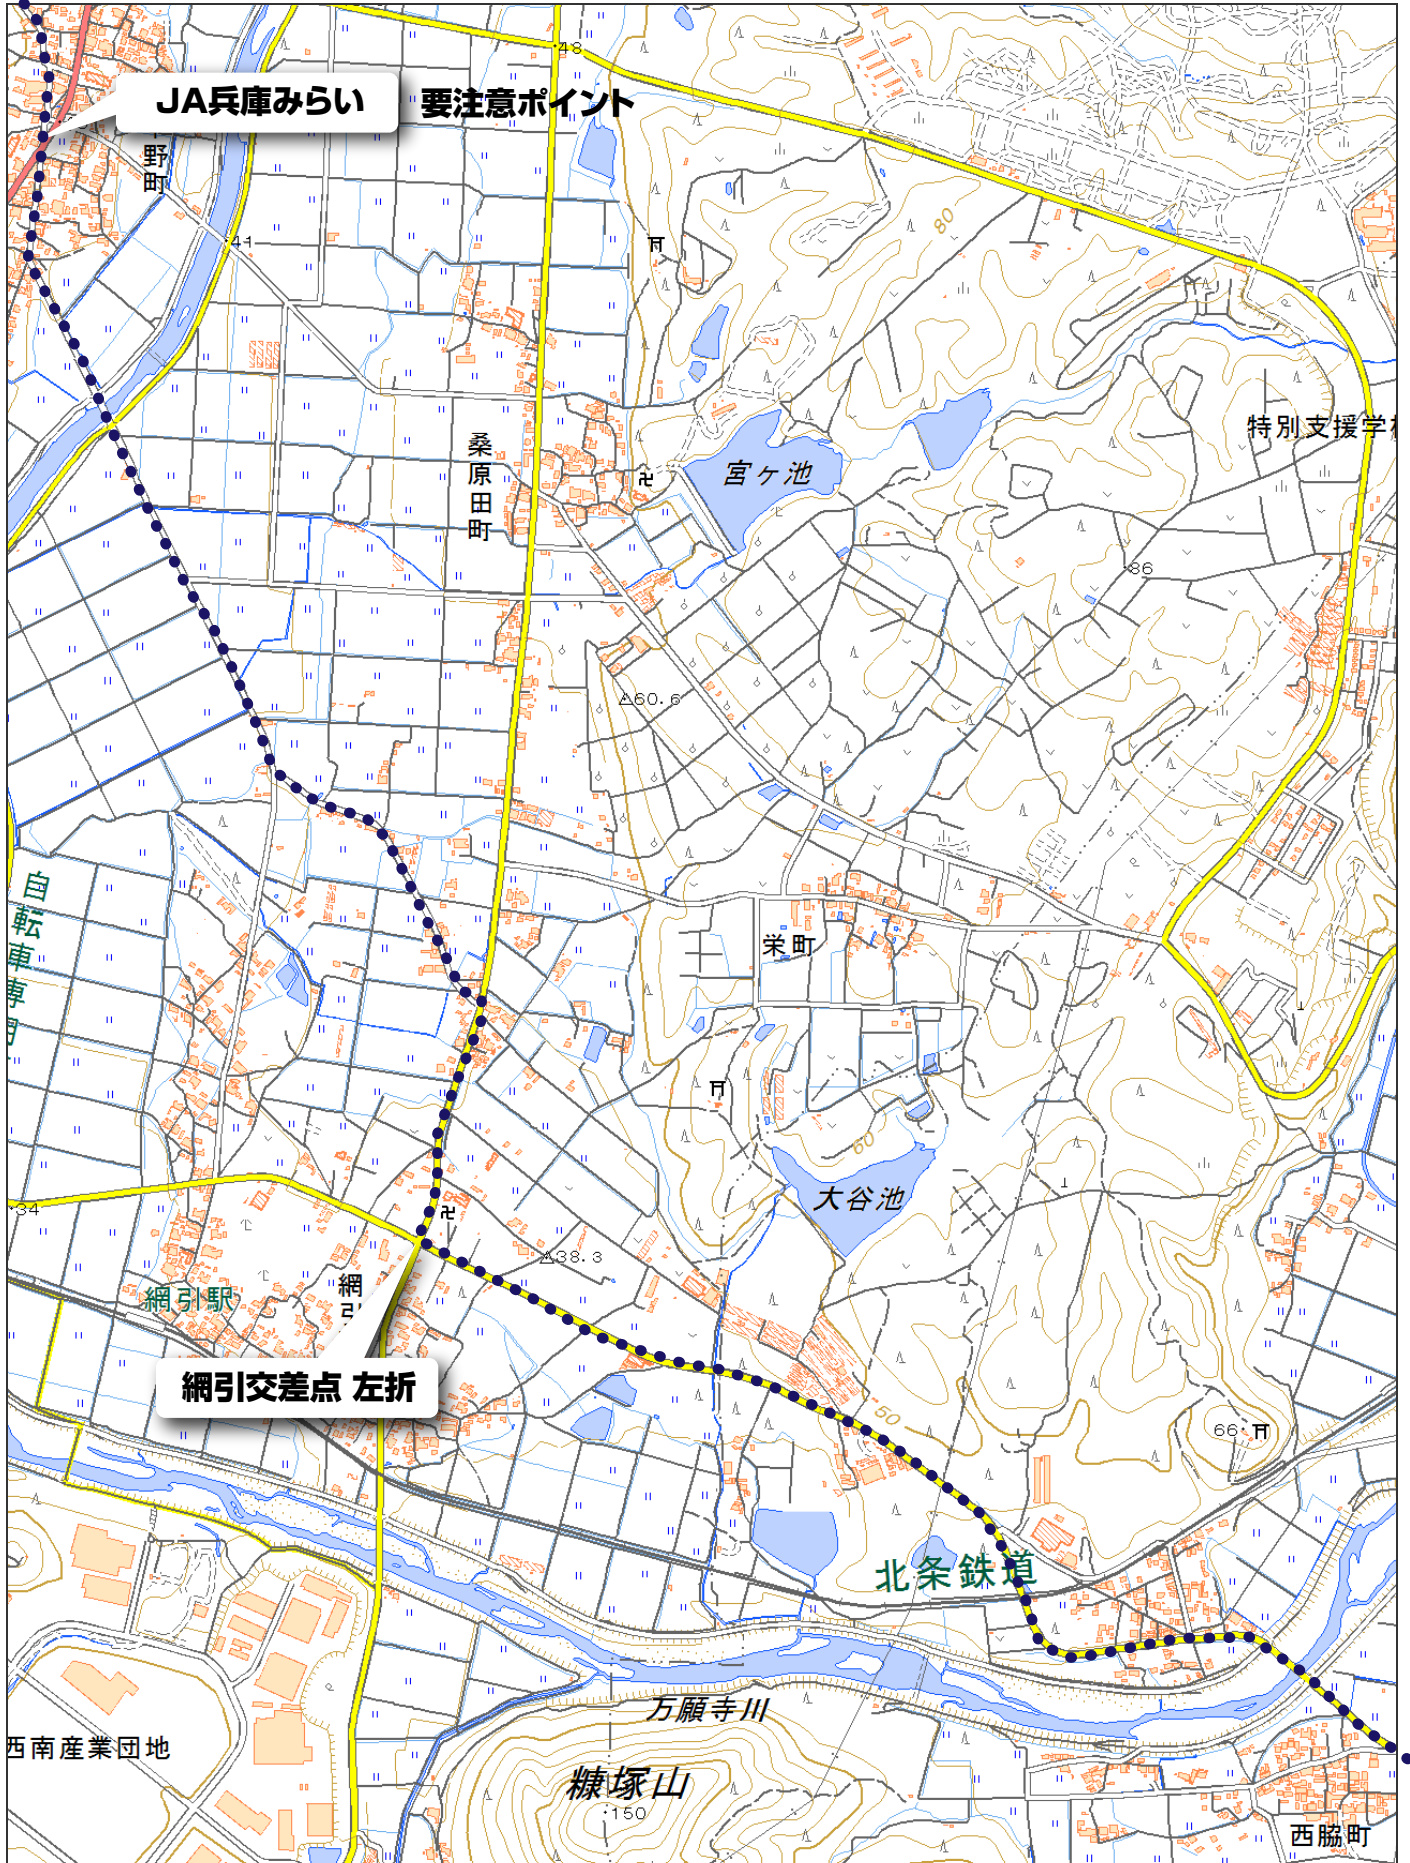 48
JA兵庫みらい
要注意ポイント
野町
41
80
特別支援学
桑原田町
宮ヶ池
86
60.6
自転車専用
栄町
60
大谷池
34
38.3
網引駅
網引
網引交差点 左折
50
66
北条鉄道
万願寺川
西南産業団地
糠塚山
150
西脇町